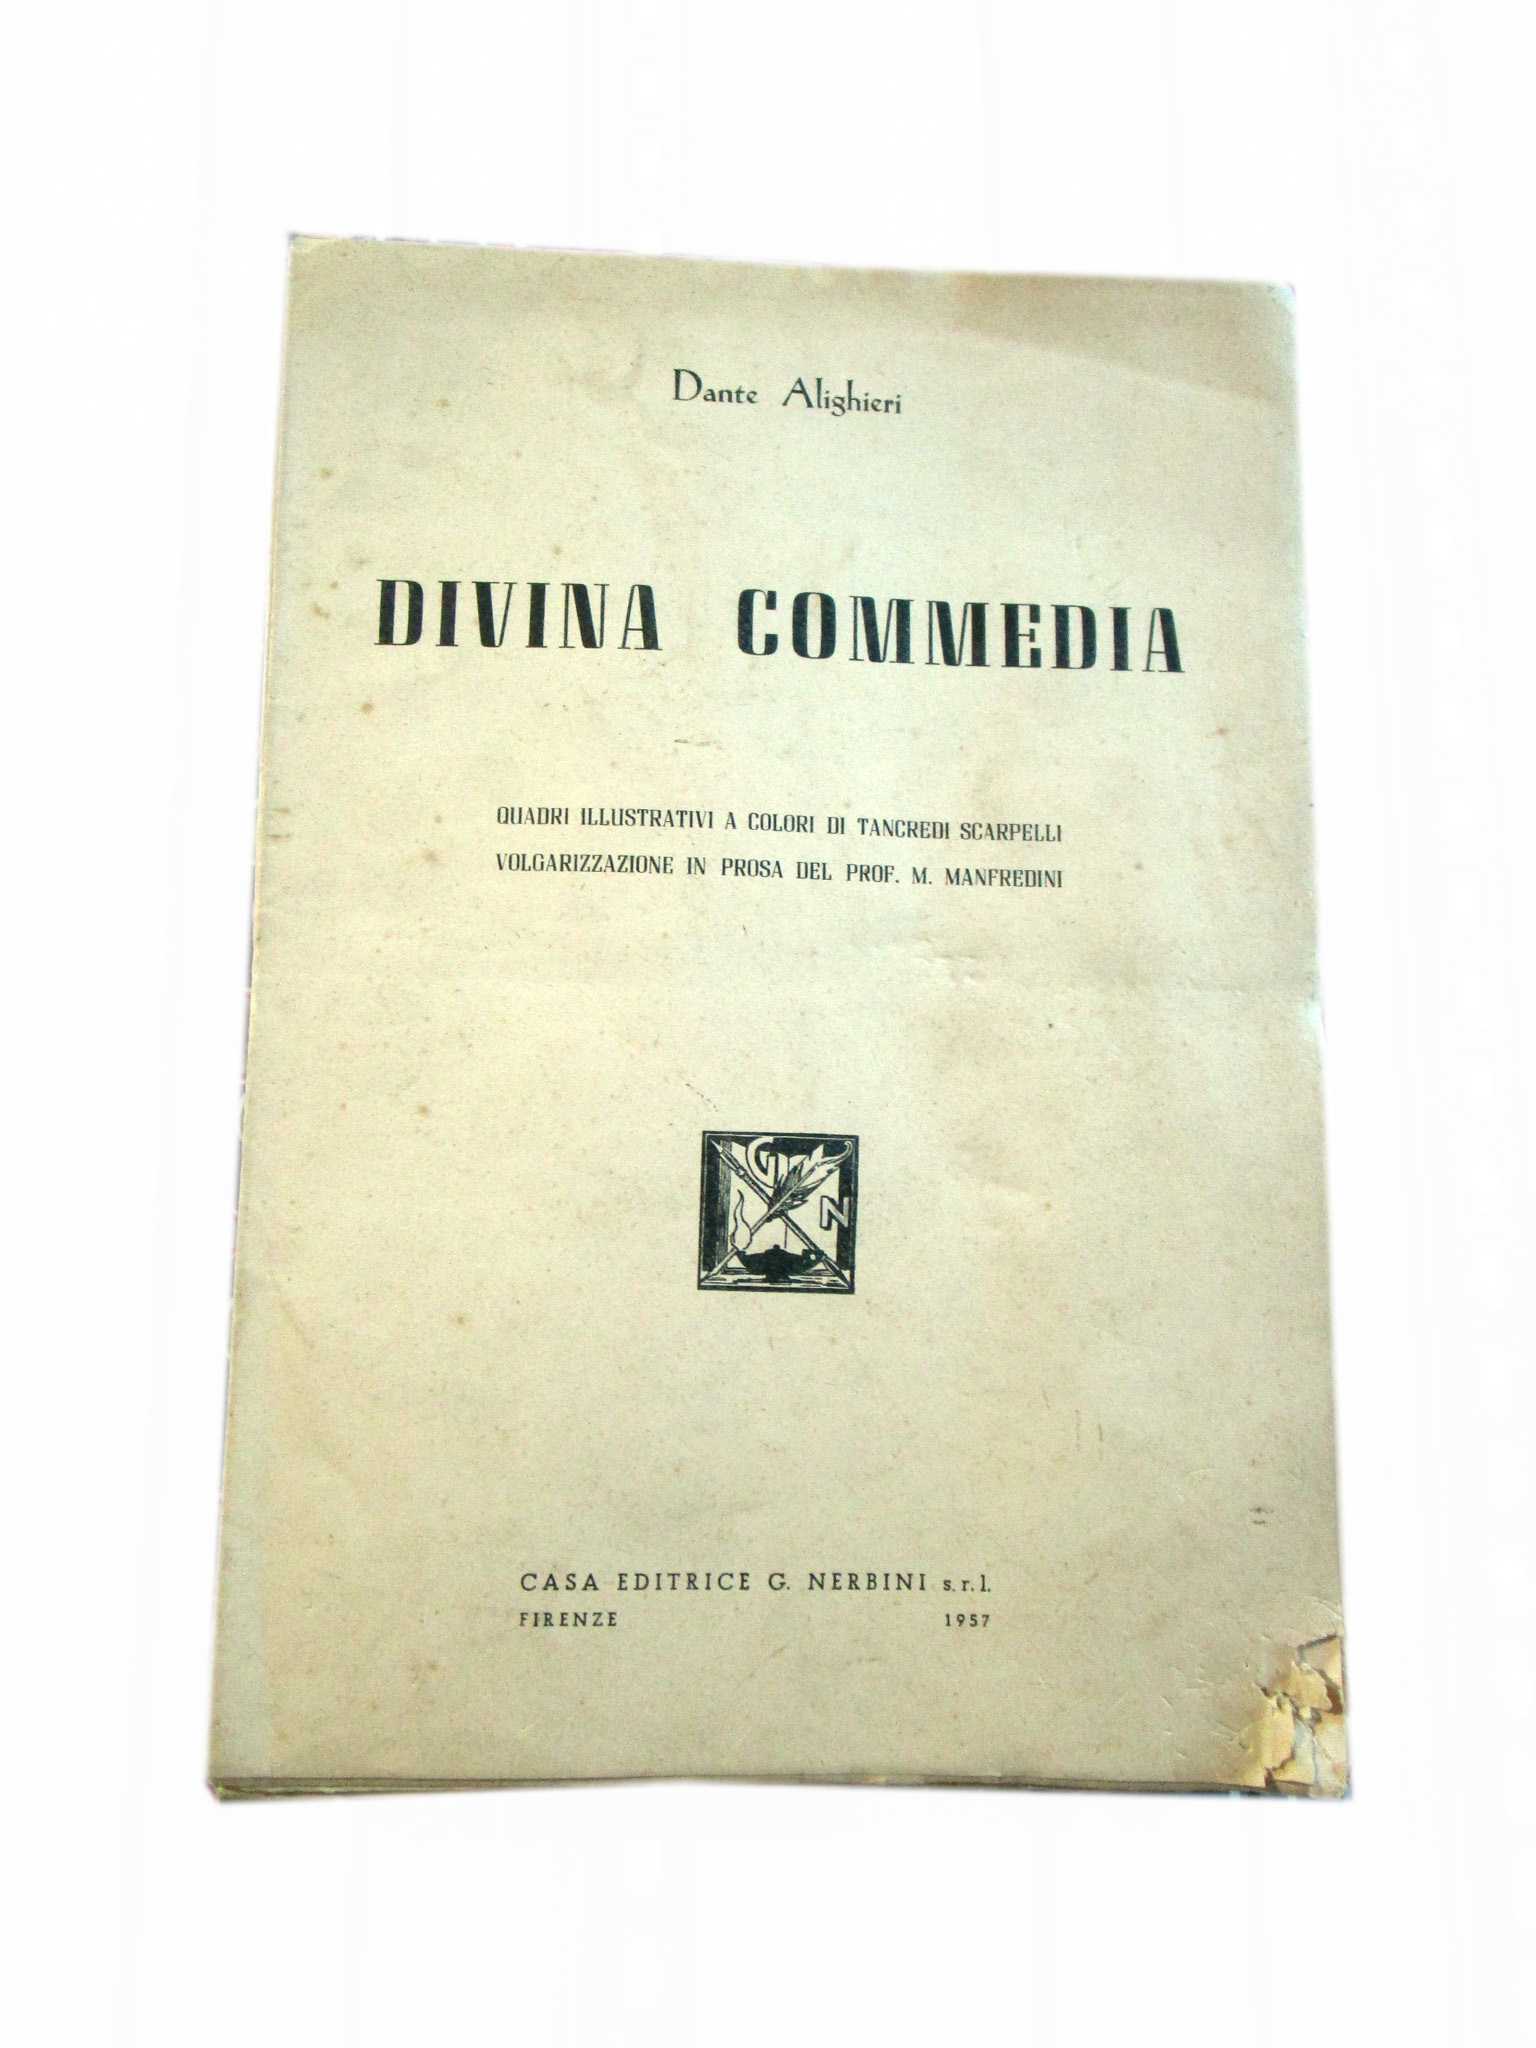 Dante Alighieri
DIVINA COMMEDIA
QUADRI ILLUSTRATIVI A COLORI DI TANCREDI SCARPELLI
VOLGARIZZAZIONE IN PROSA DEL PROF. M. MANFREDINI
G
N
CASA EDITRICE G. NERBINI s.r.l.
FIRENZE 1957